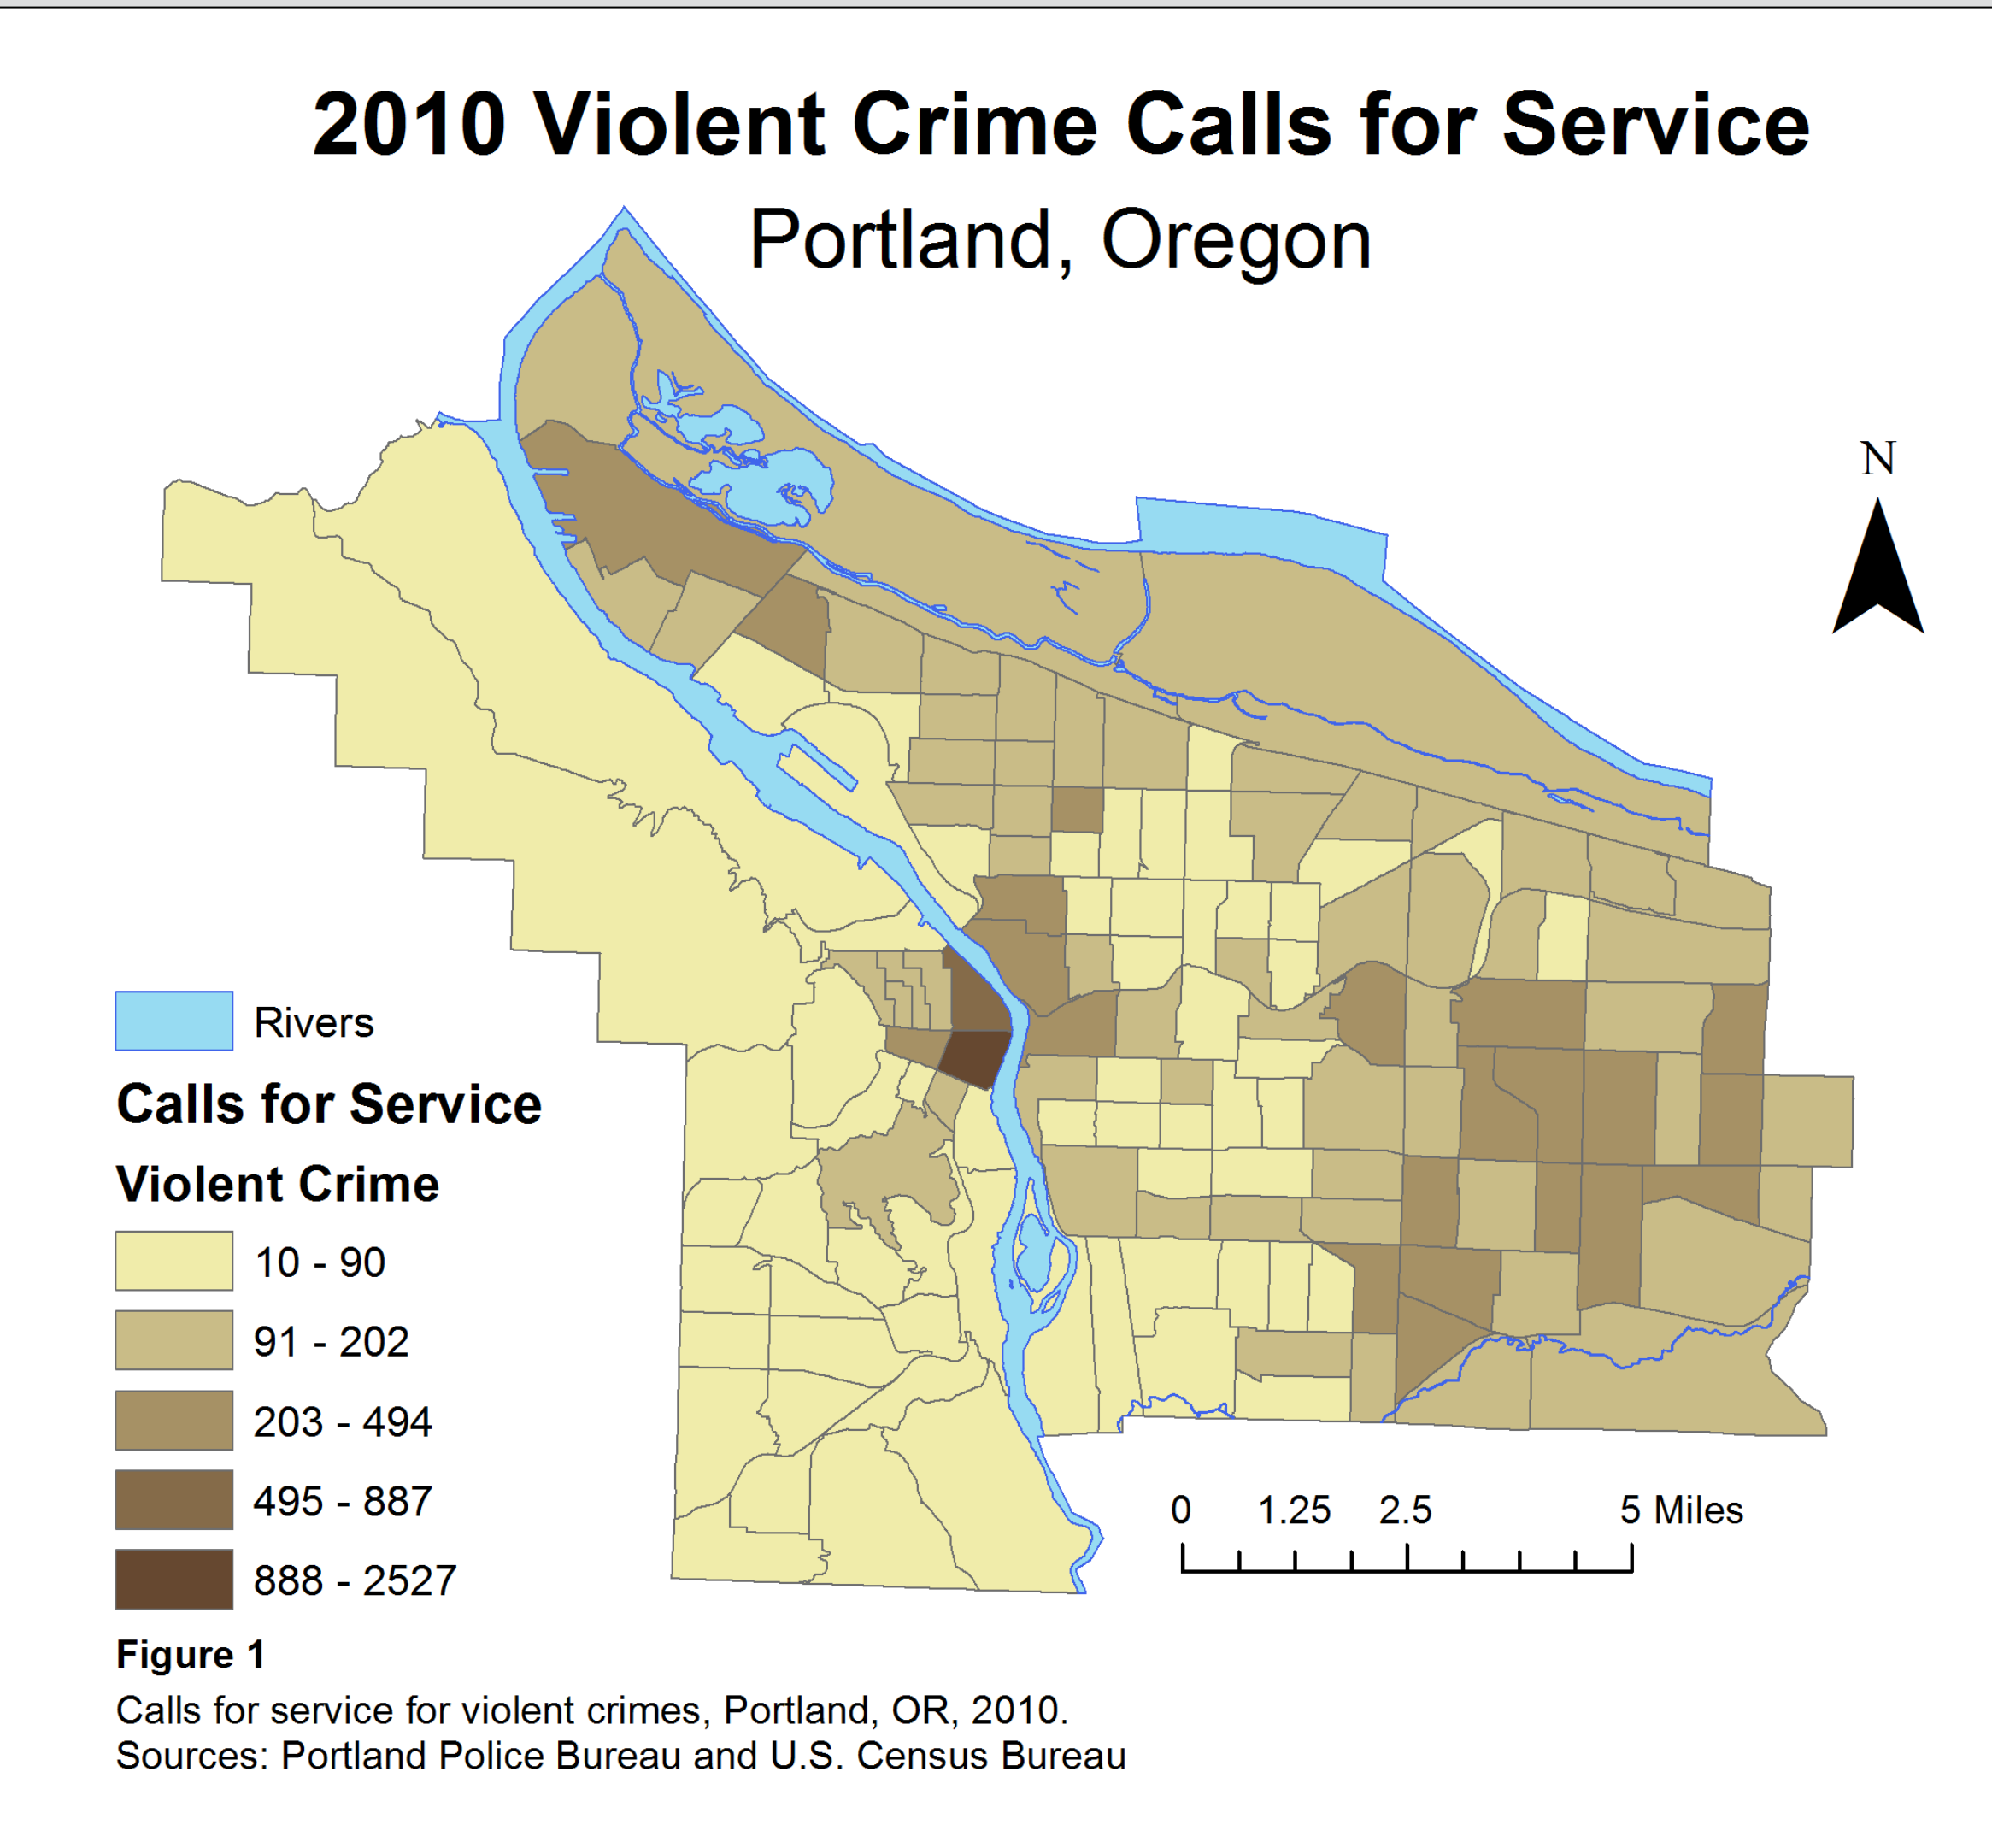 2010 Violent Crime Calls for Service
Portland, Oregon
N
Rivers
Calls for Service
Violent Crime
10 - 90
91 - 202
203 - 494
495 - 887
888 - 2527
0 1.25 2.5 5 Miles
Figure 1
Calls for service for violent crimes, Portland, OR, 2010.
Sources: Portland Police Bureau and U.S. Census Bureau